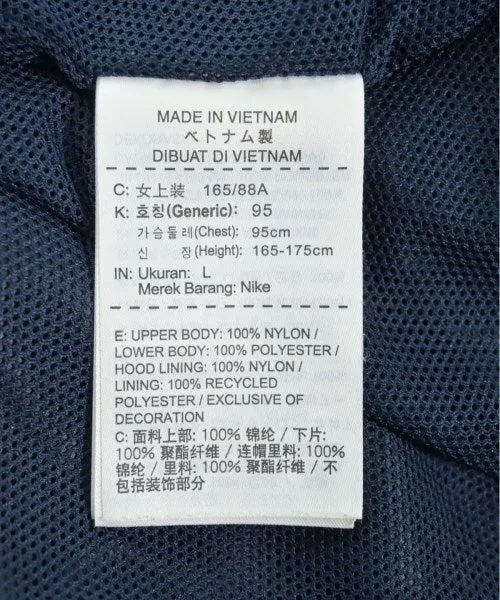 MADE IN VIETNAM
ベトナム製
DIBUAT DI VIETNAM
C: 女上装 165/88A
K: 호칭(Generic): 95
가슴둘레(Chest): 95cm
신 장(Height): 165-175cm
IN: Ukuran: L
Merek Barang: Nike
E: UPPER BODY: 100% NYLON /
LOWER BODY: 100% POLYESTER /
HOOD LINING: 100% NYLON /
LINING: 100% RECYCLED
POLYESTER / EXCLUSIVE OF
DECORATION
C: 面料上部: 100% 锦纶 / 下片:
100% 聚酯纤维 / 连帽里料: 100%
锦纶 / 里料: 100% 聚酯纤维 / 不
包括装饰部分